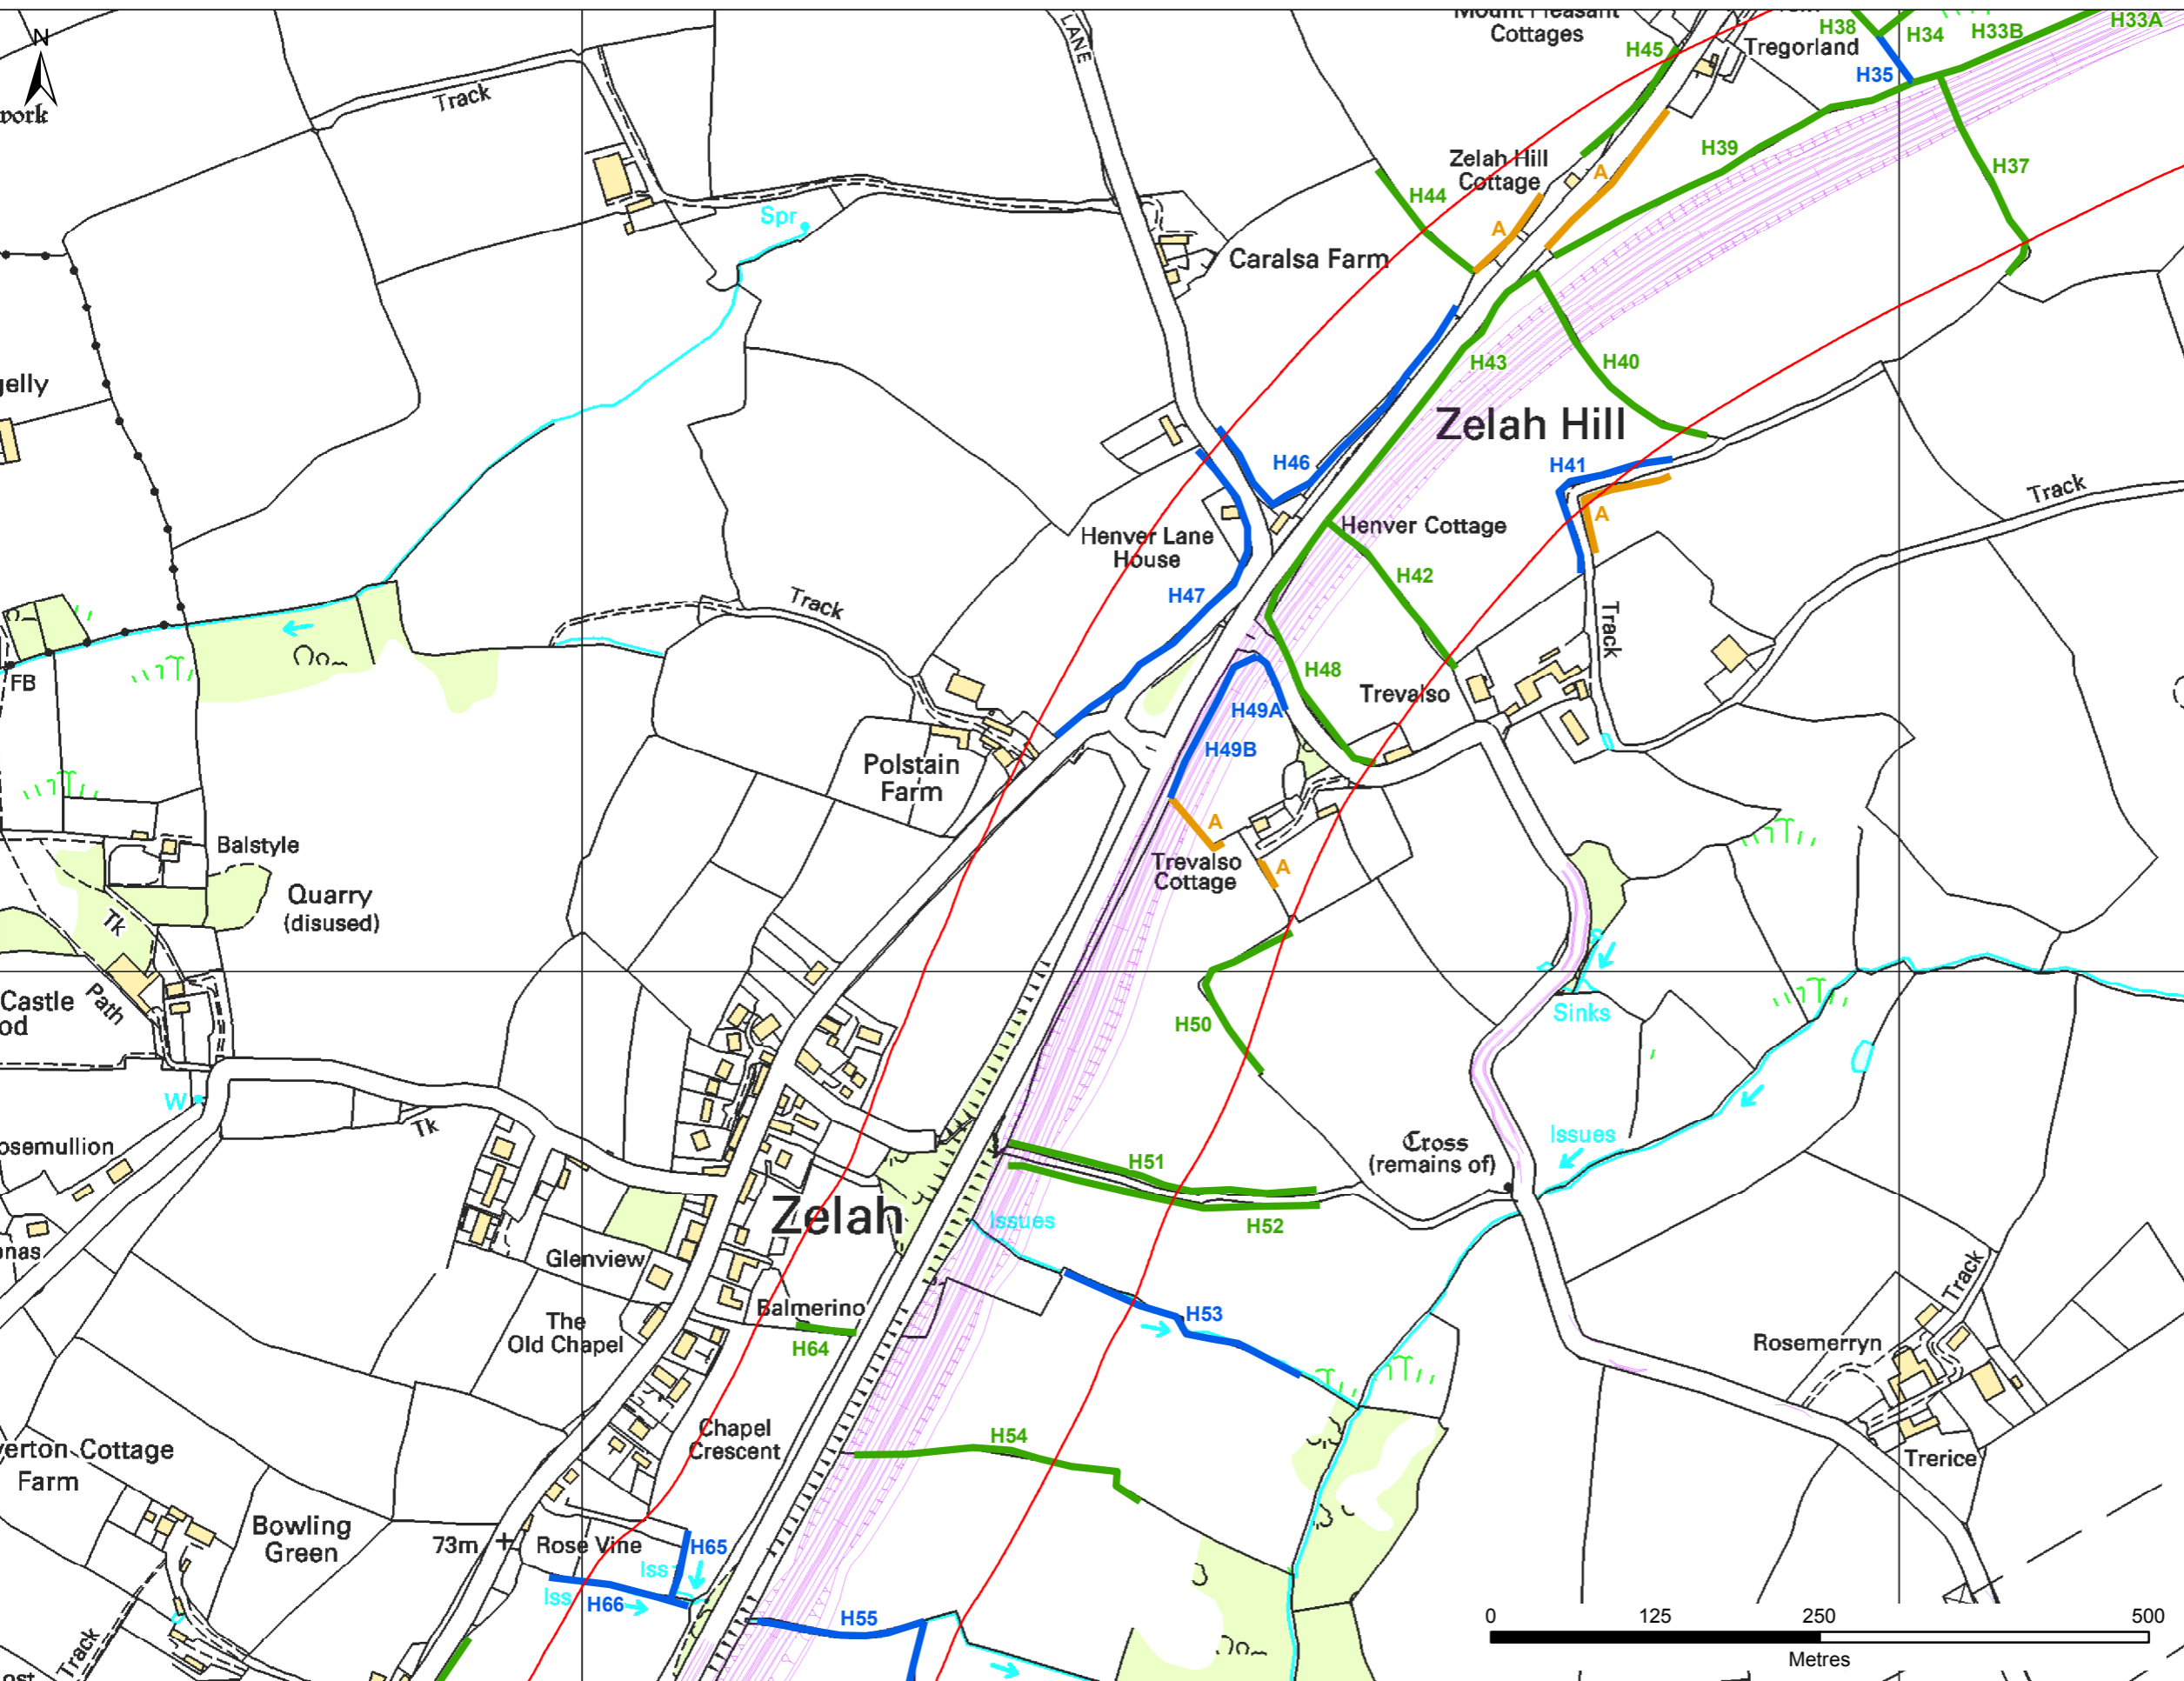 N
LANE
Cottages
Tregorland
H45
H38
H34
H33B
H33A
H35
Track
H39
H37
Zelah Hill
Cottage
A
H44
A
Spr
Caralsa Farm
H43
H40
Zelah Hill
H46
H41
A
Track
Henver Lane
House
Henver Cottage
H47
H42
Track
Track
FB
H48
Trevalso
H49A
H49B
Polstain
Farm
Balstyle
Quarry
(disused)
Tk
A
Trevalso
Cottage
A
Castle
Path
H50
Sinks
W
Tk
Issues
Cross
(remains of)
H51
H52
Zelah
Issues
Glenview
Balmerino
The
Old Chapel
H64
H53
Track
Rosemerryn
Chapel
Crescent
H54
Trerice
Cottage
Farm
Bowling
Green
73m
Rose Vine
H65
Iss
Iss
H66
H55
Track
0
125
250
500
Metres